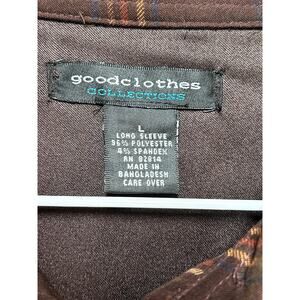 goodclothes
COLLECTIONS
L
LONG SLEEVE
96% POLYESTER
4% SPANDEX
RN 82814
MADE IN
BANGLADESH
CARE OVER